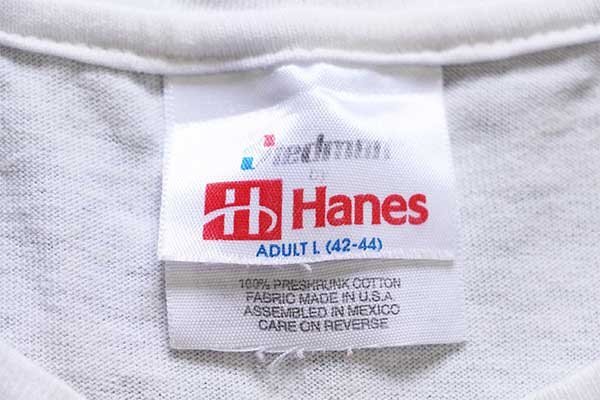 Hanes
ADULT L (42-44)
100% PRESHRUNK COTTON
FABRIC MADE IN U.S.A.
ASSEMBLED IN MEXICO
CARE ON REVERSE